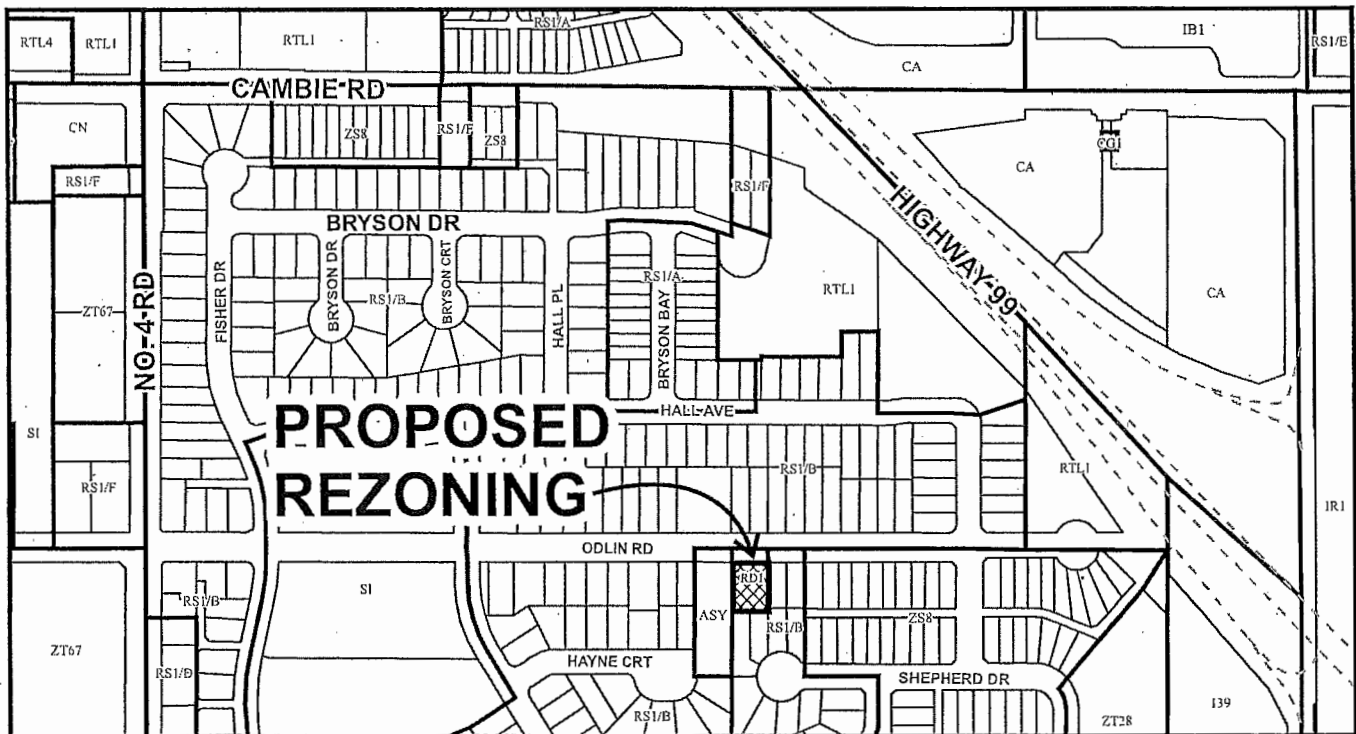 RS1/A
RTL4
RTL1
RTL1
IB1
RS1/E
CA
CAMBIE RD
CN
ZS8
RS1/F
ZS8
CG1
CA
RS1/F
RS1/F
BRYSON DR
HIGHWAY 99
NO. 4 RD
FISHER DR
BRYSON DR
BRYSON CRT
HALL PL
RS1/A
RS1/B
RTL1
CA
ZT67
BRYSON BAY
HALL AVE
PROPOSED
REZONING
SI
RS1/F
RS1/B
RTL1
IR1
ODLIN RD
RS1/B
SI
RD1
ASY
RS1/B
ZS8
ZT67
RS1/D
HAYNE CRT
SHEPHERD DR
RS1/B
ZT28
I39